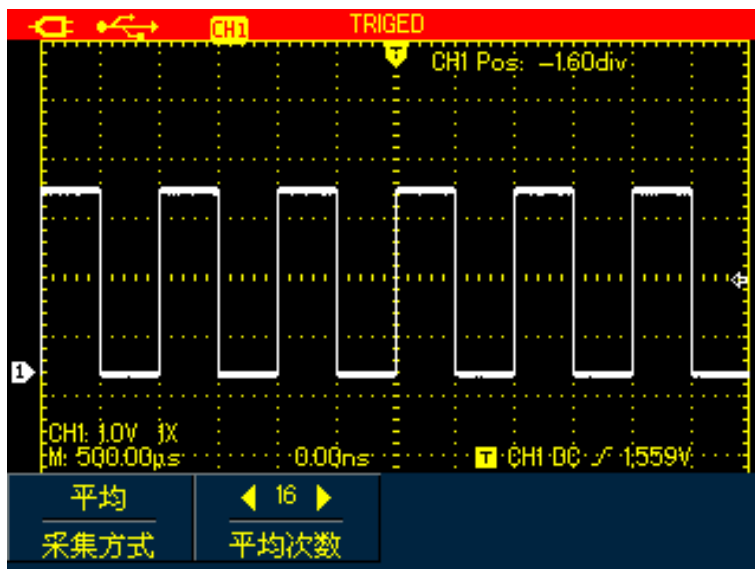 CH1 TRIGED
T
CH1 Pos: -1.60div
1
CH1: 1.0V 1X
M: 500.00µs 0.00ns T CH1 DC 1.559V
平均 16
采集方式 平均次数